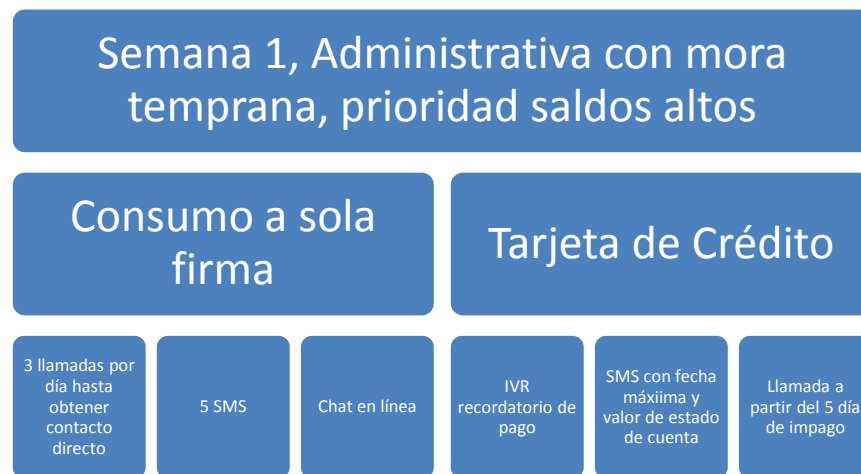 Semana 1, Administrativa con mora
temprana, prioridad saldos altos
Consumo a sola
firma
Tarjeta de Crédito
3 llamadas por
día hasta
obtener
contacto
directo
5 SMS
Chat en línea
IVR
recordatorio de
pago
SMS con fecha
máxiima y
valor de estado
de cuenta
Llamada a
partir del 5 día
de impago